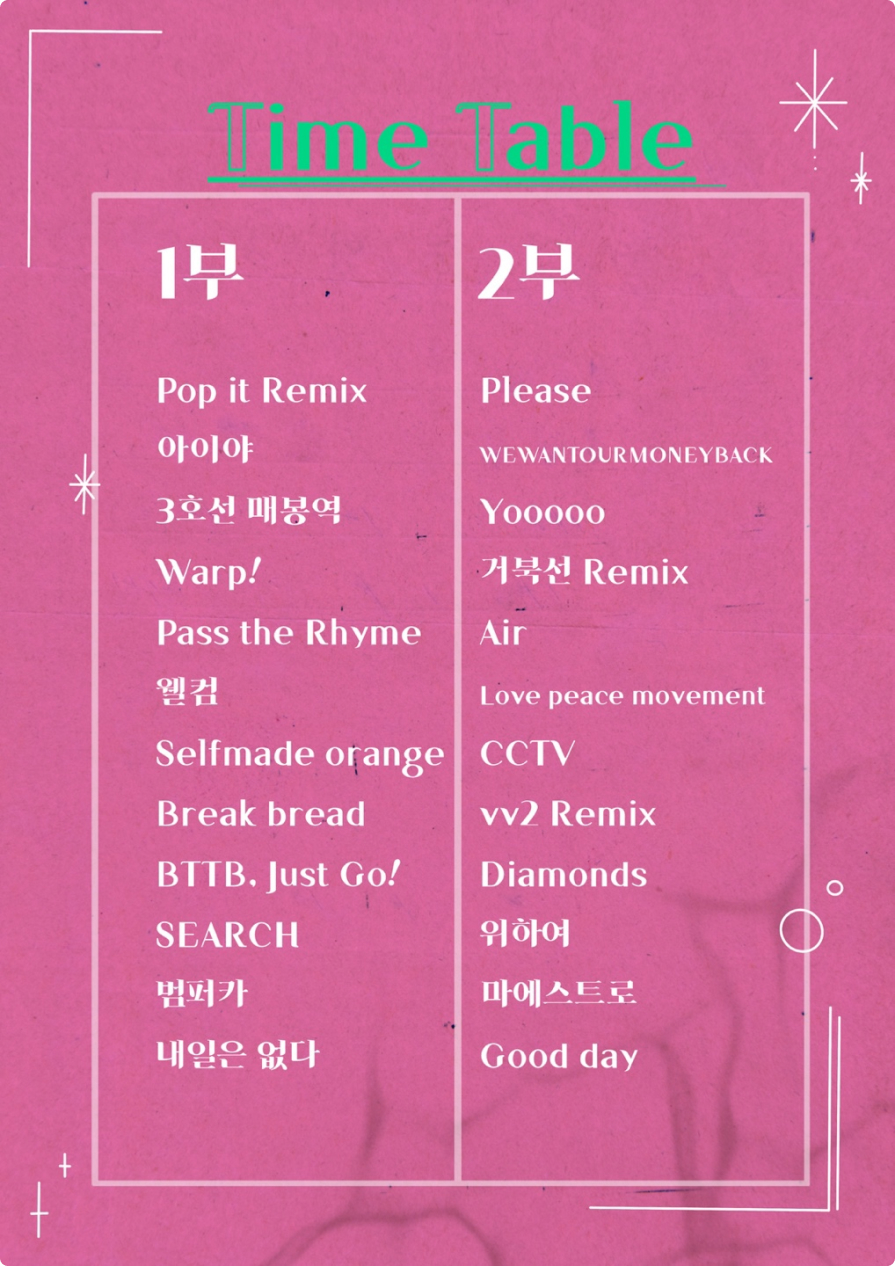 Time Table
1부
Pop it Remix
아이야
3호선 매봉역
Warp!
Pass the Rhyme
웰컴
Selfmade orange
Break bread
BTTB, Just Go!
SEARCH
범퍼카
내일은 없다
2부
Please
WEWANTOURMONEYBACK
Yooooo
거북선 Remix
Air
Love peace movement
CCTV
vv2 Remix
Diamonds
위하여
마에스트로
Good day